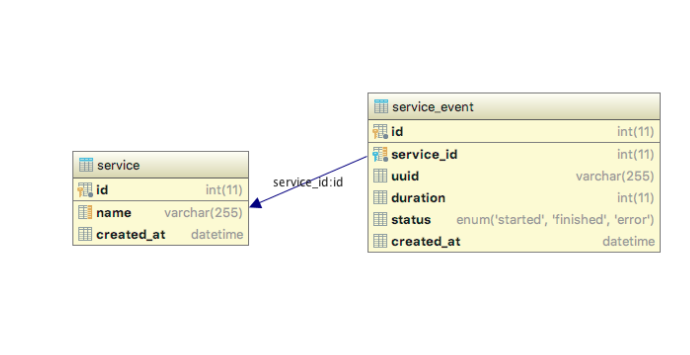 service
id int(11)
name varchar(255)
created_at datetime
service_id:id
service_event
id int(11)
service_id int(11)
uuid varchar(255)
duration int(11)
status enum('started', 'finished', 'error')
created_at datetime